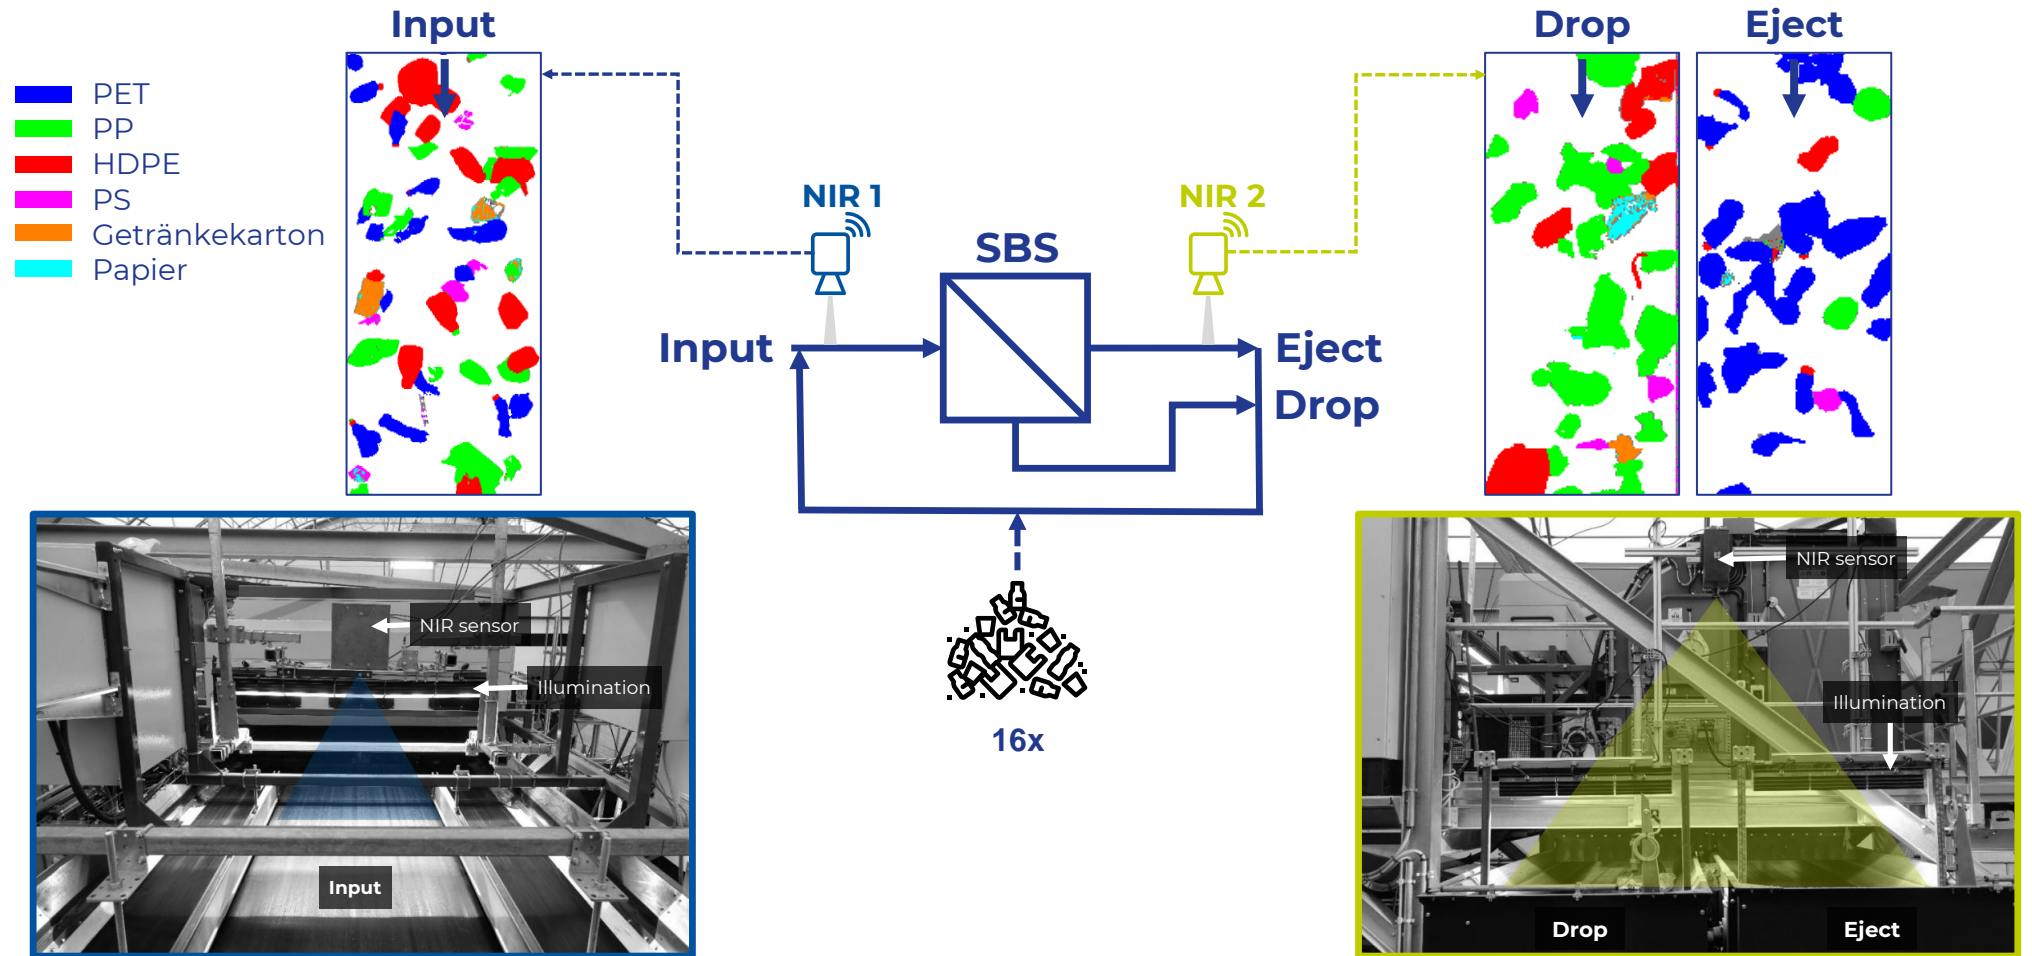 Input
Drop
Eject
PET
PP
HDPE
PS
Getränkekarton
Papier
NIR 1
NIR 2
SBS
Input
Eject
Drop
16x
NIR sensor
Illumination
Input
NIR sensor
Illumination
Drop
Eject